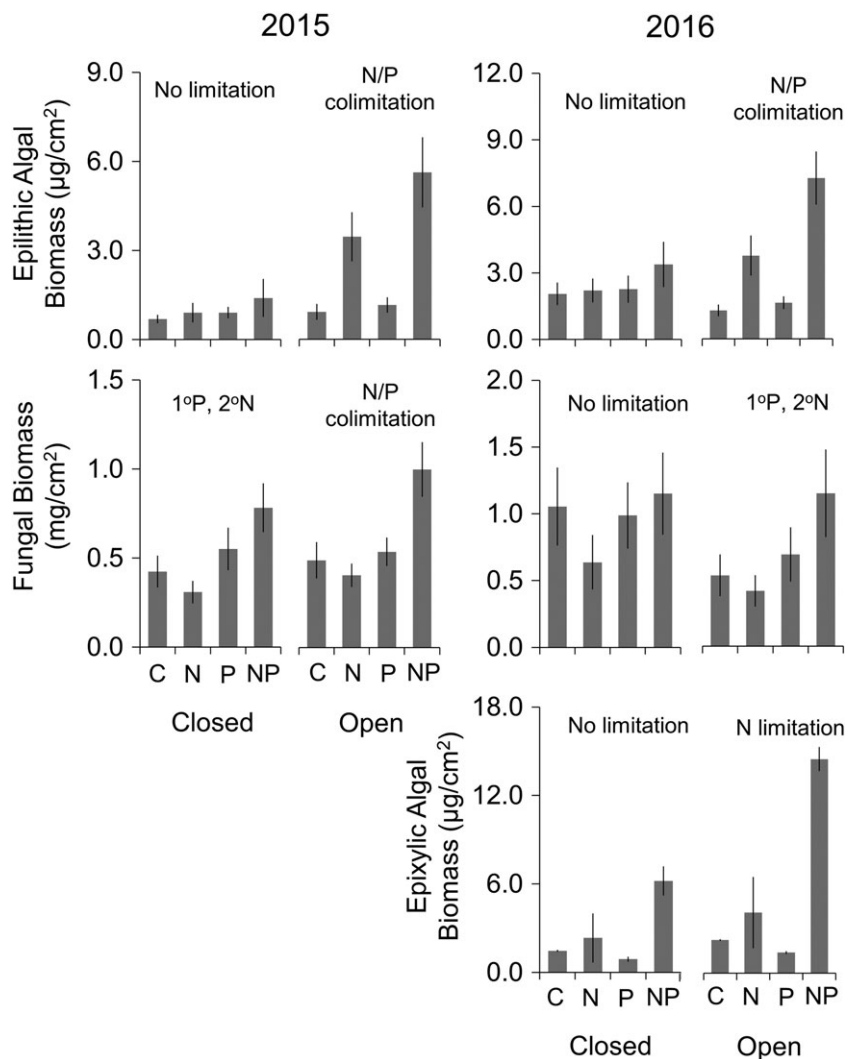 2015
2016
Epilithic Algal
Biomass (µg/cm²)
9.0
6.0
3.0
0.0
No limitation
N/P
colimitation
12.0
9.0
6.0
3.0
0.0
No limitation
N/P
colimitation
Fungal Biomass
(mg/cm²)
1.5
1.0
0.5
0.0
1ºP, 2ºN
N/P
colimitation
C N P NP C N P NP
Closed Open
2.0
1.5
1.0
0.5
0.0
No limitation
1ºP, 2ºN
Epixylic Algal
Biomass (µg/cm²)
18.0
12.0
6.0
0.0
No limitation
N limitation
C N P NP C N P NP
Closed Open